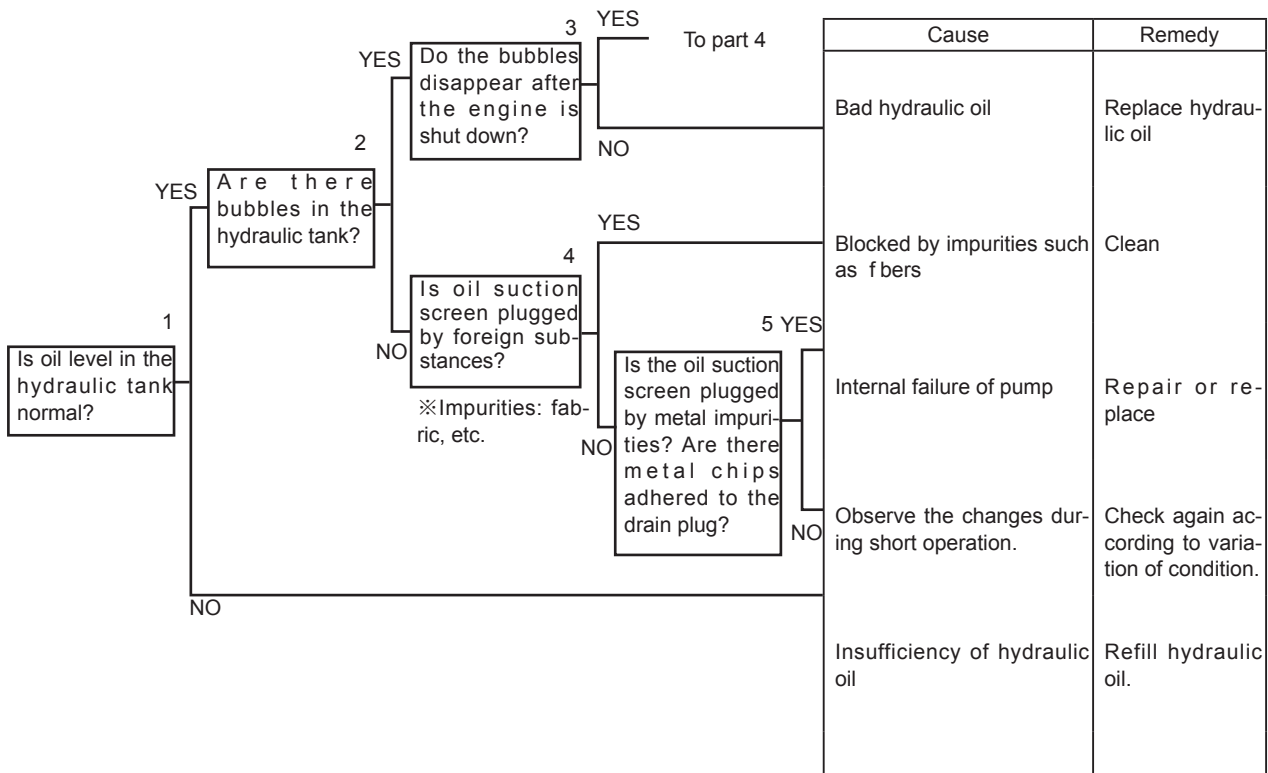 3
YES
To part 4
Cause
Remedy
YES
Do the bubbles
disappear after
the engine is
shut down?
NO
Bad hydraulic oil
Replace hydrau-
lic oil
2
YES
Are there
bubbles in the
hydraulic tank?
YES
Blocked by impurities such
as f bers
Clean
4
NO
Is oil suction
screen plugged
by foreign sub-
stances?
※Impurities: fab-
ric, etc.
1
Is oil level in the
hydraulic tank
normal?
5 YES
NO
Is the oil suction
screen plugged
by metal impuri-
ties? Are there
metal chips
adhered to the
drain plug?
Internal failure of pump
Repair or re-
place
NO
Observe the changes dur-
ing short operation.
Check again ac-
cording to varia-
tion of condition.
NO
Insufficiency of hydraulic
oil
Refill hydraulic
oil.